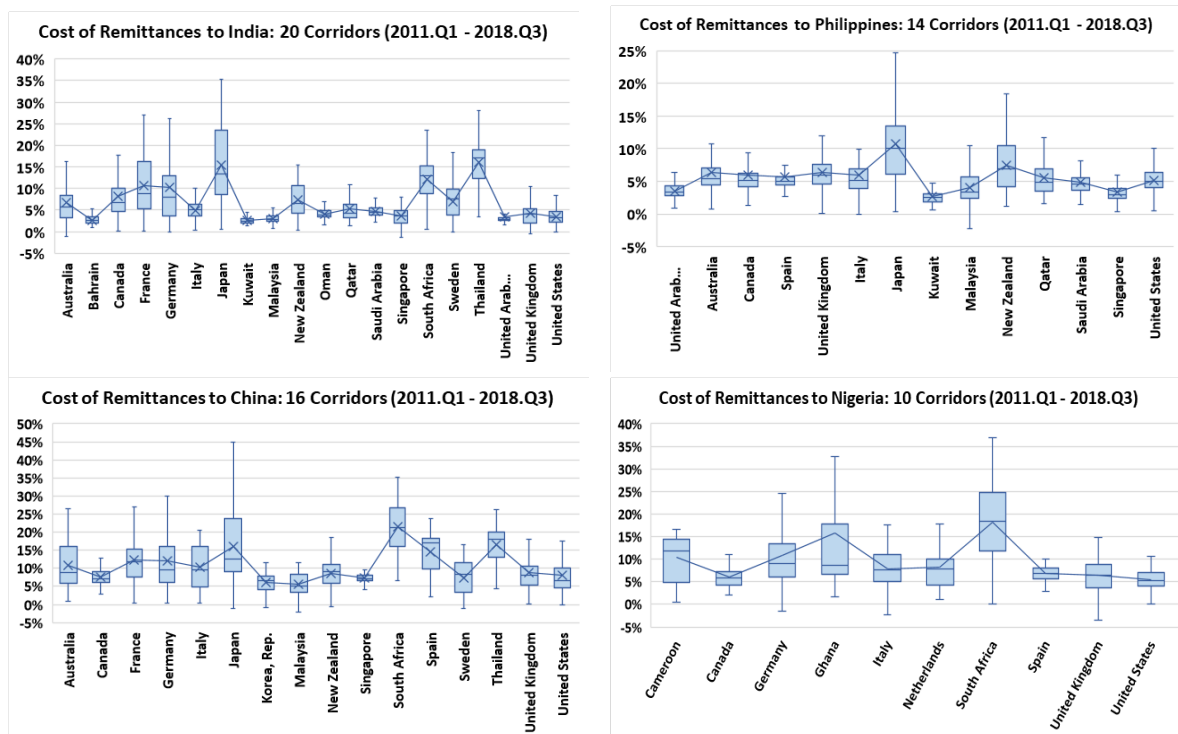 Cost of Remittances to India: 20 Corridors (2011.Q1 - 2018.Q3)
40%
35%
30%
25%
20%
15%
10%
5%
0%
-5%
Australia
Bahrain
Canada
France
Germany
Italy
Japan
Kuwait
Malaysia
New Zealand
Oman
Qatar
Saudi Arabia
Singapore
South Africa
Sweden
Thailand
United Arab...
United Kingdom
United States
Cost of Remittances to Philippines: 14 Corridors (2011.Q1 - 2018.Q3)
25%
20%
15%
10%
5%
0%
-5%
United Arab...
Australia
Canada
Spain
United Kingdom
Italy
Japan
Kuwait
Malaysia
New Zealand
Qatar
Saudi Arabia
Singapore
United States
Cost of Remittances to China: 16 Corridors (2011.Q1 - 2018.Q3)
50%
45%
40%
35%
30%
25%
20%
15%
10%
5%
0%
-5%
Australia
Canada
France
Germany
Italy
Japan
Korea, Rep.
Malaysia
New Zealand
Singapore
South Africa
Spain
Sweden
Thailand
United Kingdom
United States
Cost of Remittances to Nigeria: 10 Corridors (2011.Q1 - 2018.Q3)
40%
35%
30%
25%
20%
15%
10%
5%
0%
-5%
Cameroon
Canada
Germany
Ghana
Italy
Netherlands
South Africa
Spain
United Kingdom
United States